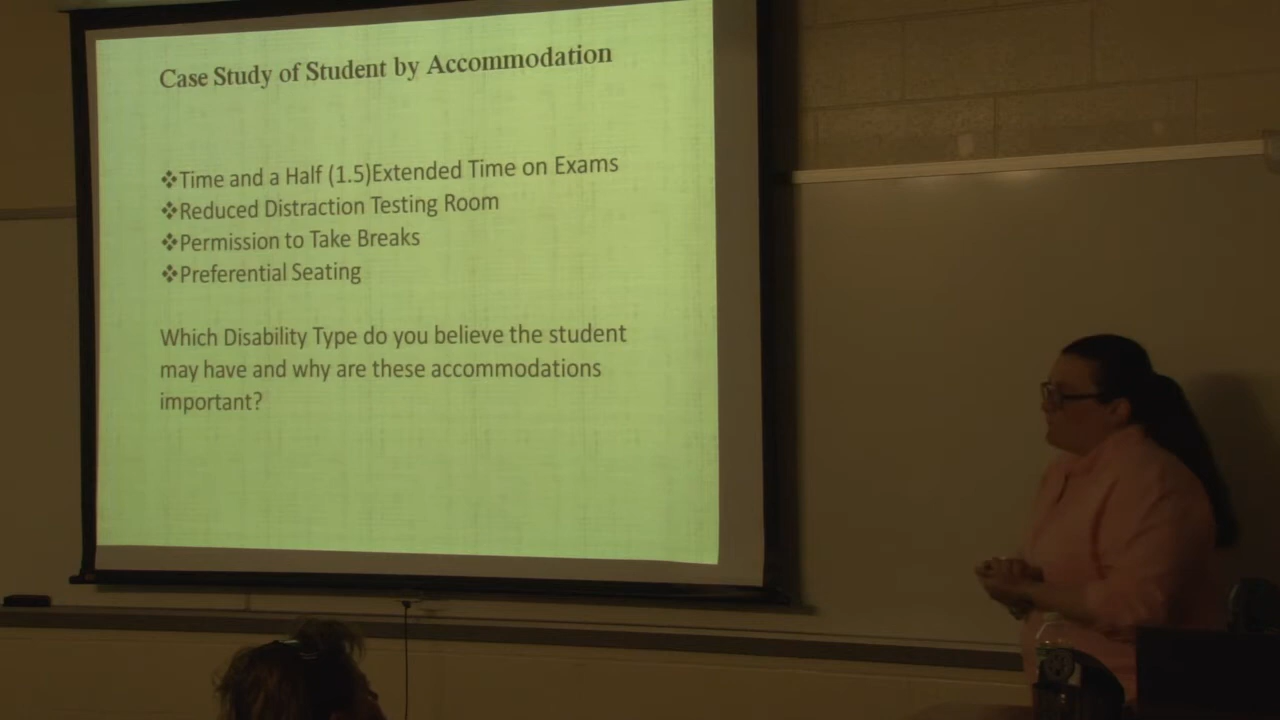 Case Study of Student by Accommodation
❖Time and a Half (1.5)Extended Time on Exams
❖Reduced Distraction Testing Room
❖Permission to Take Breaks
❖Preferential Seating
Which Disability Type do you believe the student
may have and why are these accommodations
important?